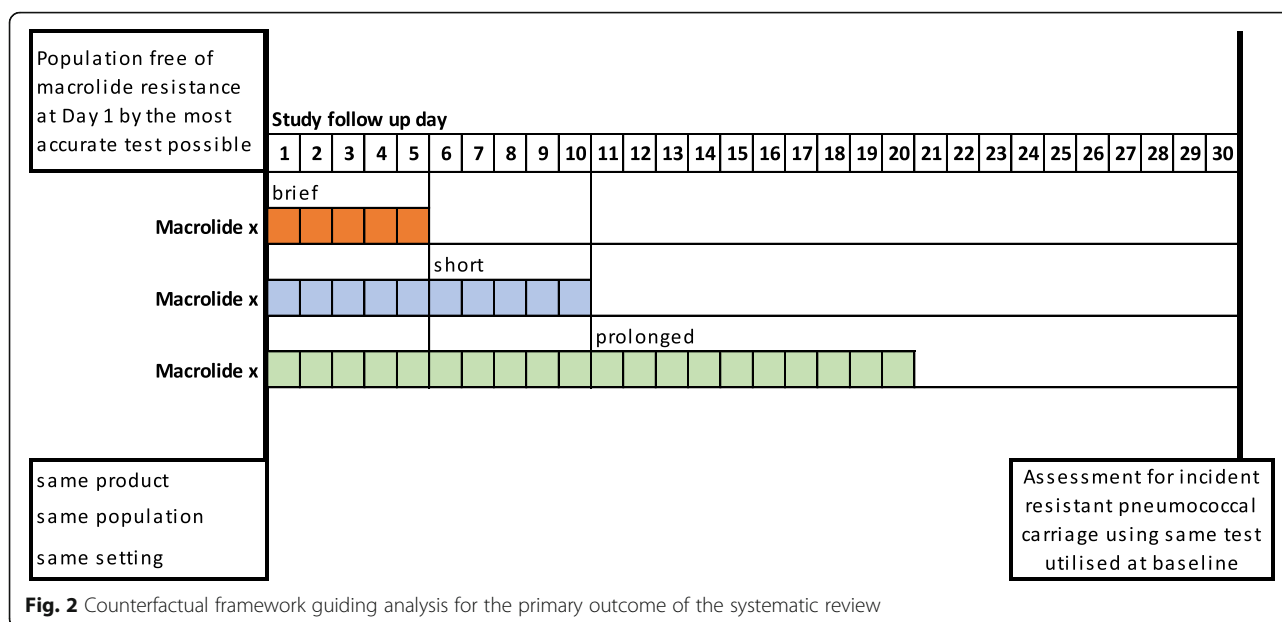 Population free of
macrolide resistance
at Day 1 by the most
accurate test possible
Study follow up day
1 2 3 4 5 6 7 8 9 10 11 12 13 14 15 16 17 18 19 20 21 22 23 24 25 26 27 28 29 30
brief
Macrolide x
short
Macrolide x
prolonged
Macrolide x
same product
same population
same setting
Assessment for incident
resistant pneumococcal
carriage using same test
utilised at baseline
Fig. 2 Counterfactual framework guiding analysis for the primary outcome of the systematic review